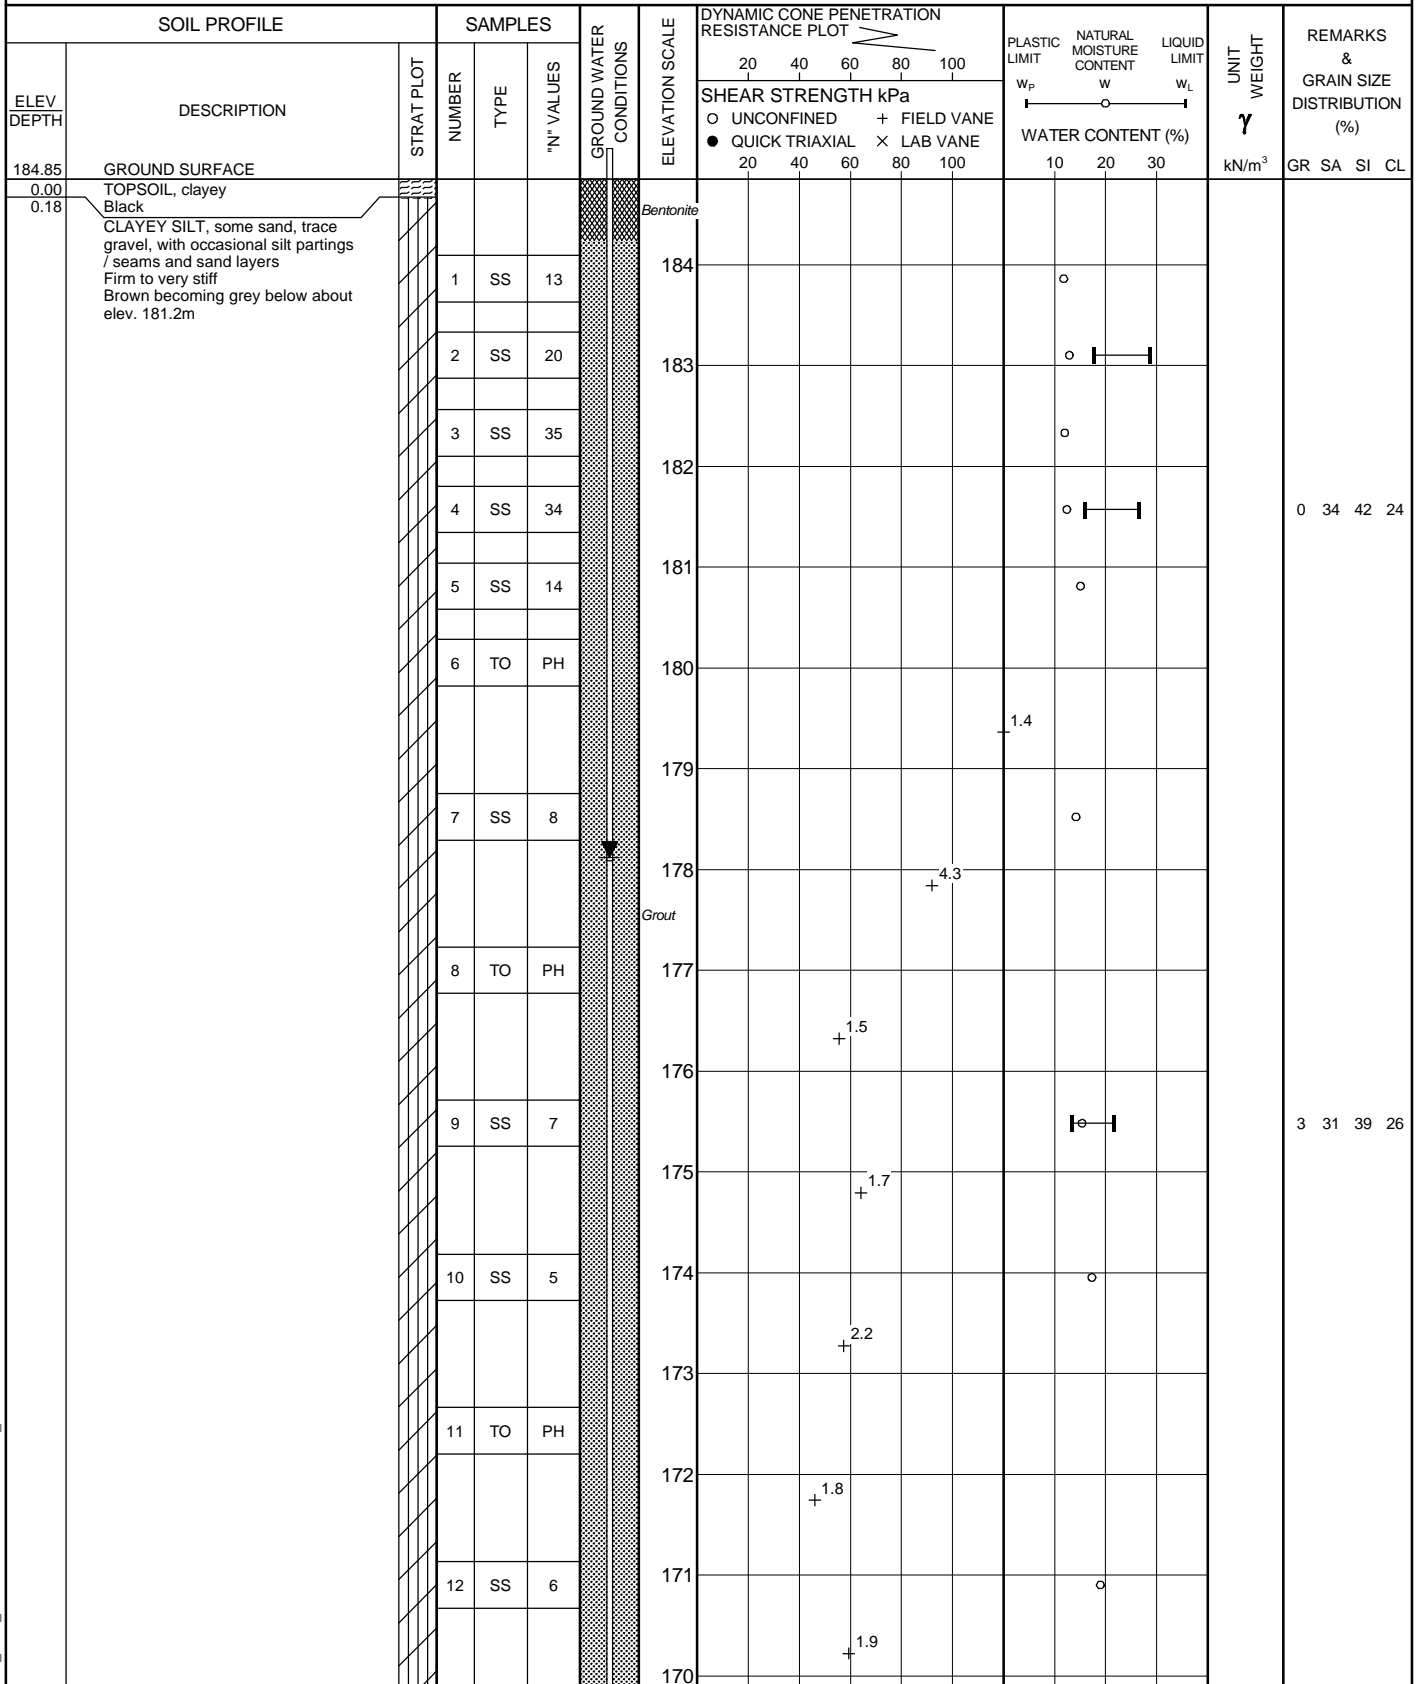 SOIL PROFILE
SAMPLES
GROUND WATER
CONDITIONS
ELEVATION SCALE
DYNAMIC CONE PENETRATION
RESISTANCE PLOT
20 40 60 80 100
SHEAR STRENGTH kPa
O UNCONFINED + FIELD VANE
● QUICK TRIAXIAL × LAB VANE
20 40 60 80 100
PLASTIC
LIMIT
NATURAL
MOISTURE
CONTENT
LIQUID
LIMIT
WP W WL
WATER CONTENT (%)
10 20 30
UNIT
WEIGHT
γ
kN/m³
REMARKS
&
GRAIN SIZE
DISTRIBUTION
(%)
GR SA SI CL
ELEV
DEPTH
DESCRIPTION
STRAT PLOT
NUMBER
TYPE
"N" VALUES
184.85 GROUND SURFACE
0.00 TOPSOIL, clayey
0.18 Black
CLAYEY SILT, some sand, trace
gravel, with occasional silt partings
/ seams and sand layers
Firm to very stiff
Brown becoming grey below about
elev. 181.2m
Bentonite
184
1 SS 13
2 SS 20
183
3 SS 35
182
4 SS 34
0 34 42 24
181
5 SS 14
6 TO PH
180
1.4
179
7 SS 8
178
4.3
Grout
177
8 TO PH
1.5
176
9 SS 7
3 31 39 26
175
1.7
174
10 SS 5
2.2
173
11 TO PH
172
1.8
171
12 SS 6
1.9
170